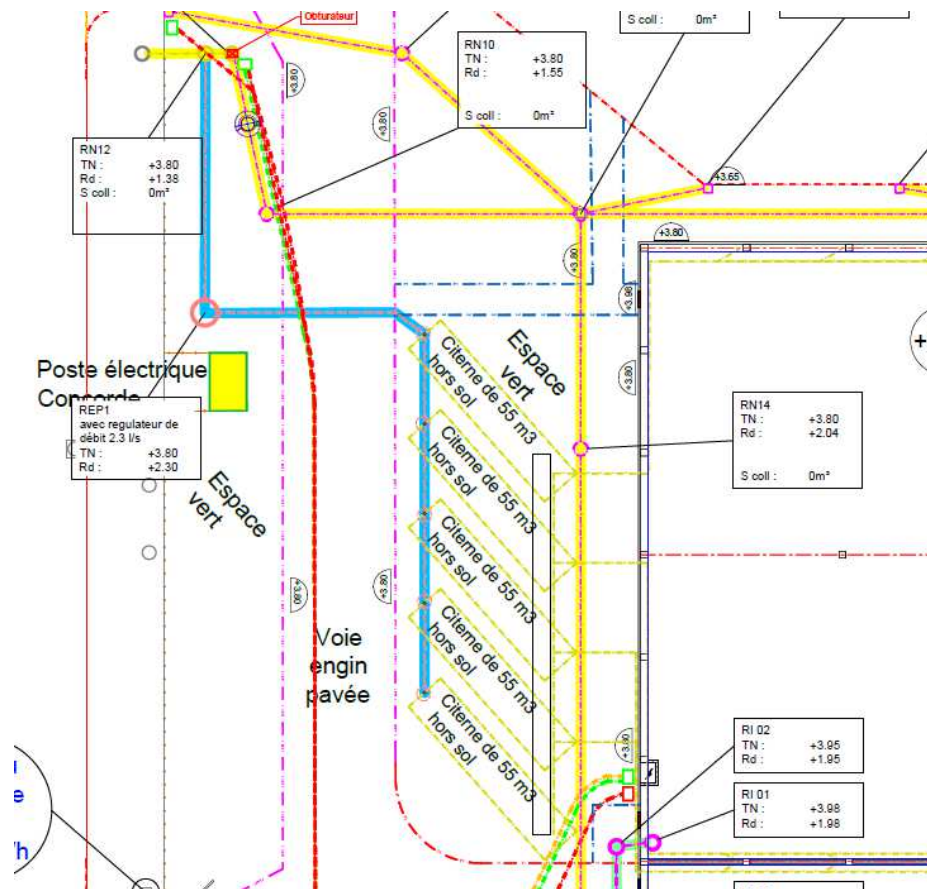 Obturateur
S coll : 0m²
RN10
TN : +3.80
Rd : +1.55
S coll : 0m²
+3.80
+3.80
RN12
TN : +3.80
Rd : +1.38
S coll : 0m²
+3.65
+3.80
+3.80
+3.98
+3.80
Espace
vert
Poste électrique
Concorde
REP1
avec regulateur de
débit 2.3 l/s
TN : +3.80
Rd : +2.30
Espace
vert
Citerne de 55 m3
hors sol
Citerne de 55 m3
hors sol
Citerne de 55 m3
hors sol
Citerne de 55 m3
hors sol
Citerne de 55 m3
hors sol
RN14
TN : +3.80
Rd : +2.04
S coll : 0m²
+3.80
+3.80
Voie
engin
pavée
+3.80
RI 02
TN : +3.95
Rd : +1.95
RI 01
TN : +3.98
Rd : +1.98
e
/h
+